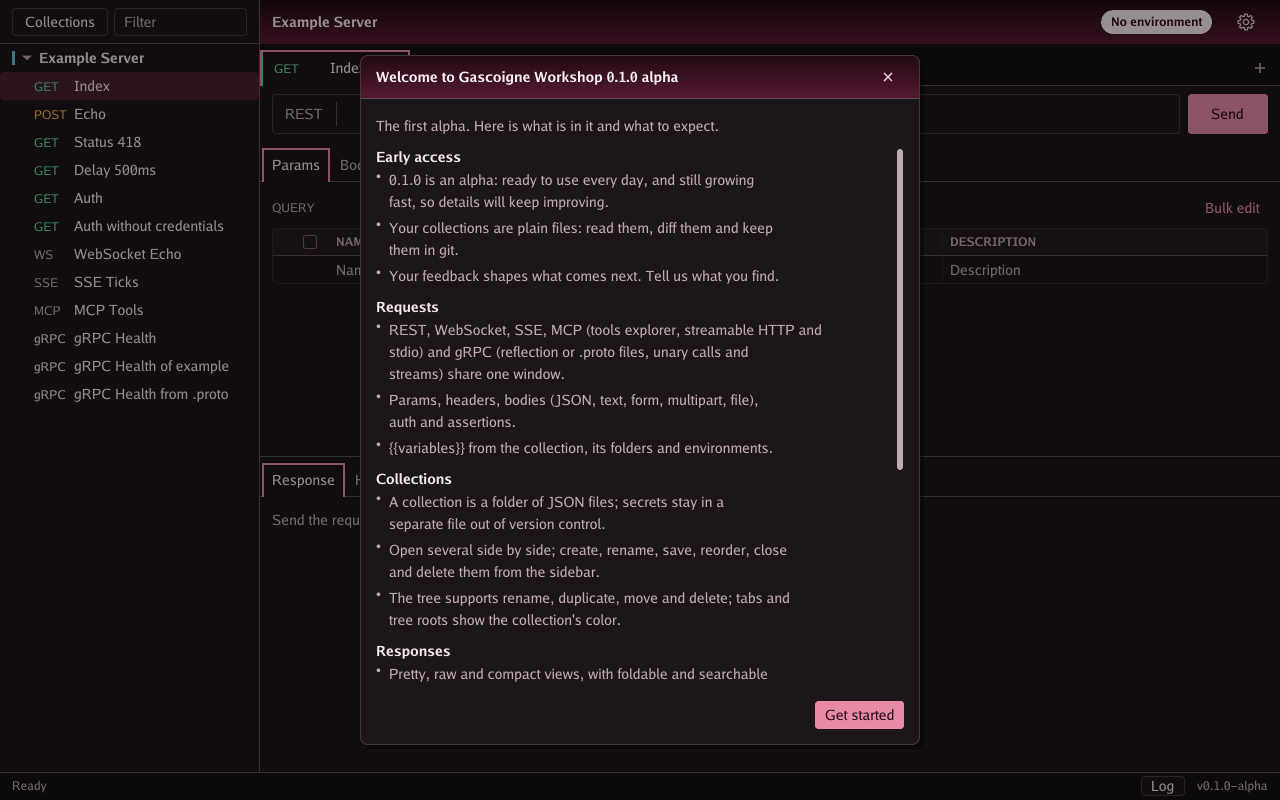 Collections
Filter
Example Server
No environment
Example Server
GET Index
POST Echo
GET Status 418
GET Delay 500ms
GET Auth
GET Auth without credentials
WS WebSocket Echo
SSE SSE Ticks
MCP MCP Tools
gRPC gRPC Health
gRPC gRPC Health of example
gRPC gRPC Health from .proto
GET
REST
Send
Params
QUERY
Bulk edit
DESCRIPTION
Description
Response
Send the
Welcome to Gascoigne Workshop 0.1.0 alpha
The first alpha. Here is what is in it and what to expect.
Early access
• 0.1.0 is an alpha: ready to use every day, and still growing
fast, so details will keep improving.
• Your collections are plain files: read them, diff them and keep
them in git.
• Your feedback shapes what comes next. Tell us what you find.
Requests
• REST, WebSocket, SSE, MCP (tools explorer, streamable HTTP and
stdio) and gRPC (reflection or .proto files, unary calls and
streams) share one window.
• Params, headers, bodies (JSON, text, form, multipart, file),
auth and assertions.
• {{variables}} from the collection, its folders and environments.
Collections
• A collection is a folder of JSON files; secrets stay in a
separate file out of version control.
• Open several side by side; create, rename, save, reorder, close
and delete them from the sidebar.
• The tree supports rename, duplicate, move and delete; tabs and
tree roots show the collection's color.
Responses
• Pretty, raw and compact views, with foldable and searchable
Get started
Ready
Log
v0.1.0-alpha